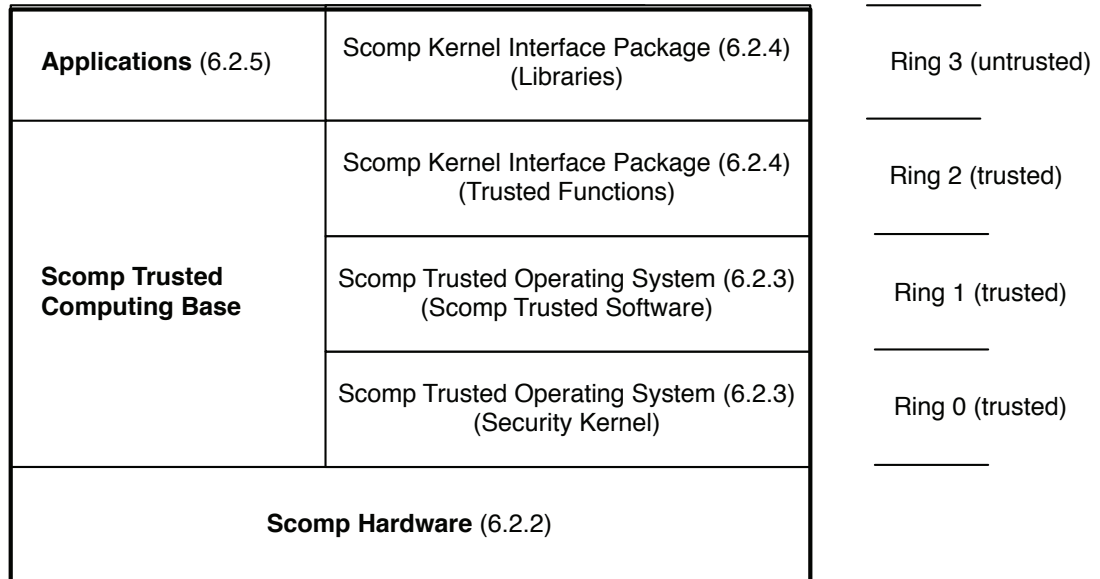 Applications (6.2.5)
Scomp Kernel Interface Package (6.2.4)
(Libraries)
Ring 3 (untrusted)
Scomp Kernel Interface Package (6.2.4)
(Trusted Functions)
Ring 2 (trusted)
Scomp Trusted
Computing Base
Scomp Trusted Operating System (6.2.3)
(Scomp Trusted Software)
Ring 1 (trusted)
Scomp Trusted Operating System (6.2.3)
(Security Kernel)
Ring 0 (trusted)
Scomp Hardware (6.2.2)